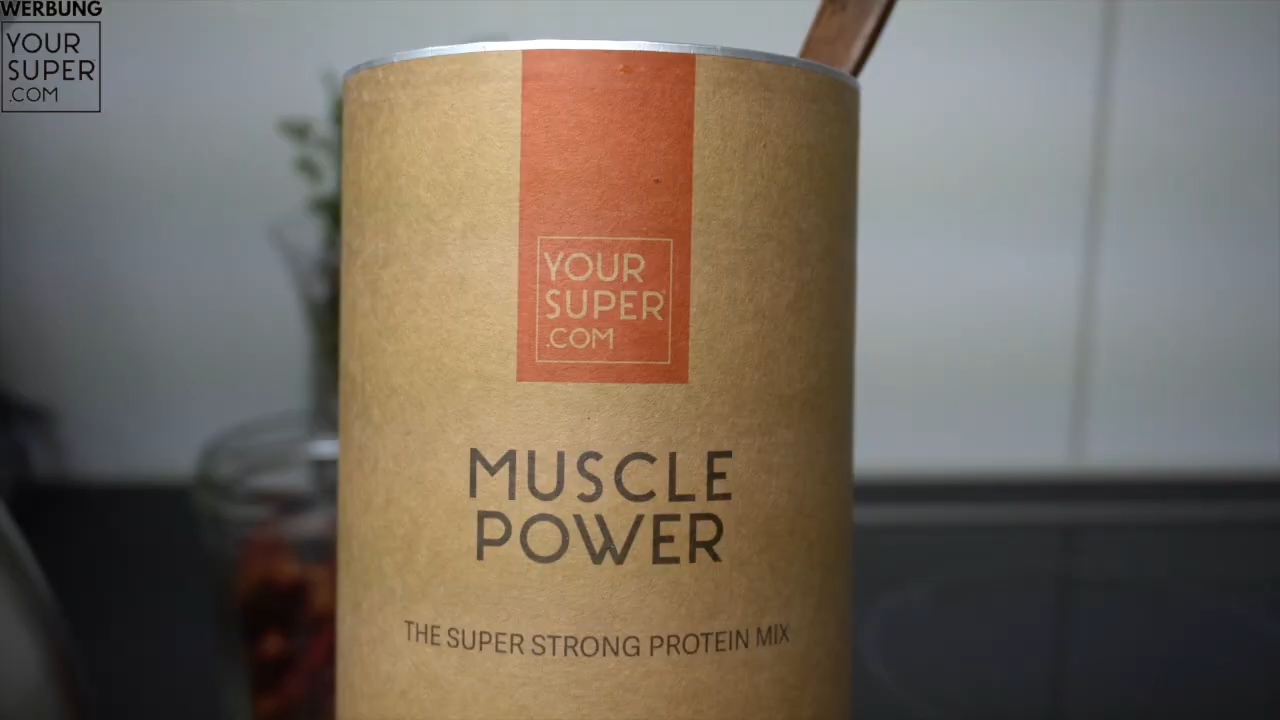 WERBUNG
YOUR
SUPER
.COM
YOUR
SUPER
.COM
MUSCLE
POWER
THE SUPER STRONG PROTEIN MIX